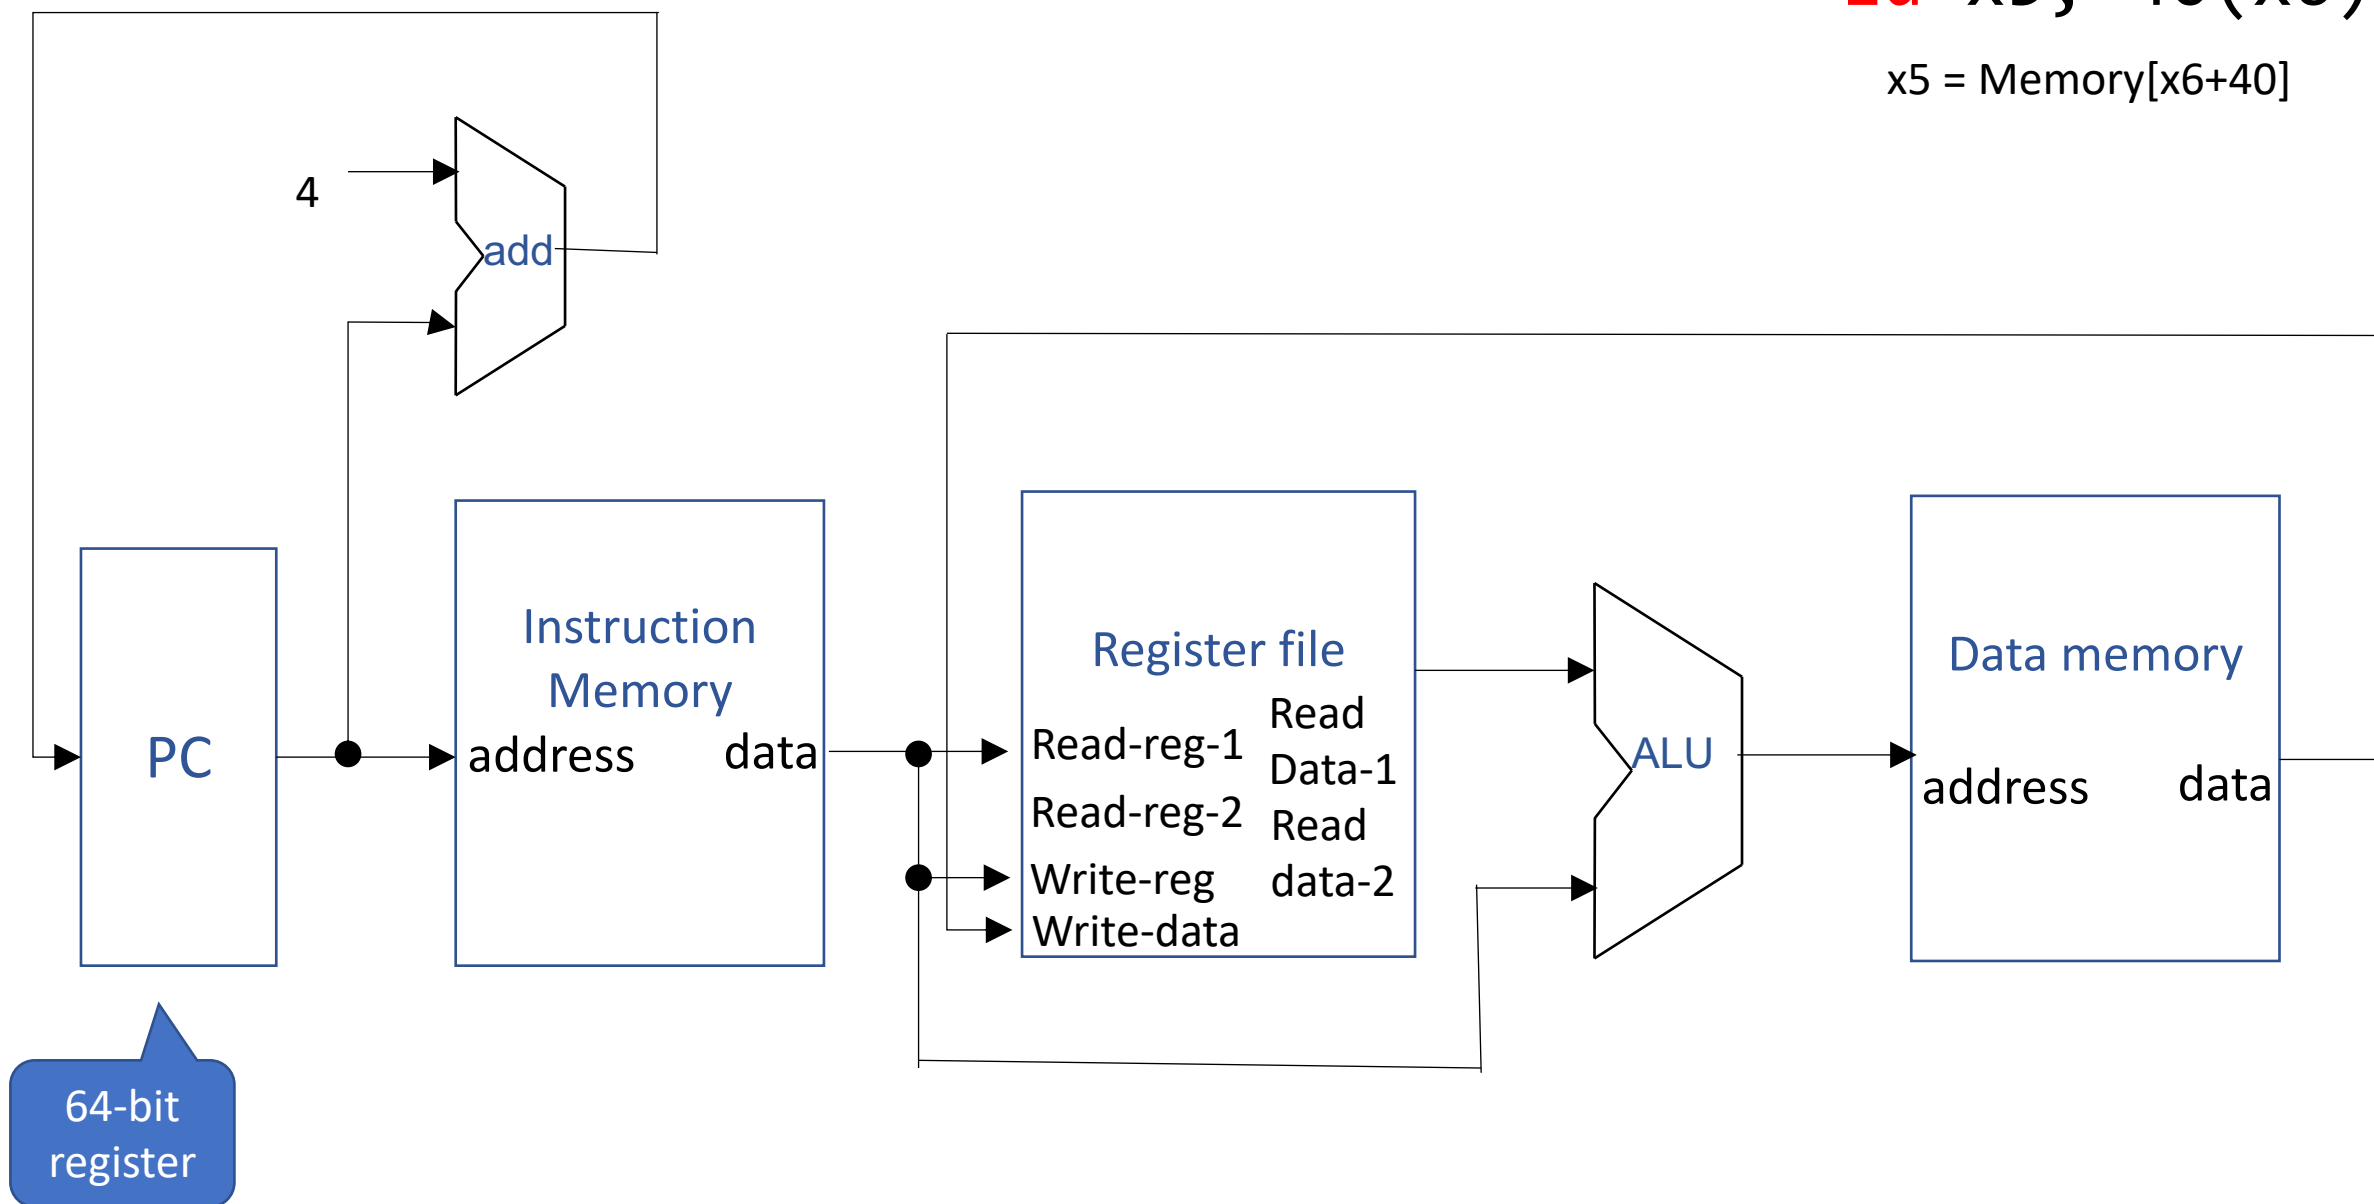 x5 = Memory[x6+40]
4
add
PC
Instruction
Memory
address data
Register file
Read-reg-1
Read-reg-2
Write-reg
Write-data
Read
Data-1
Read
data-2
ALU
Data memory
address data
64-bit
register